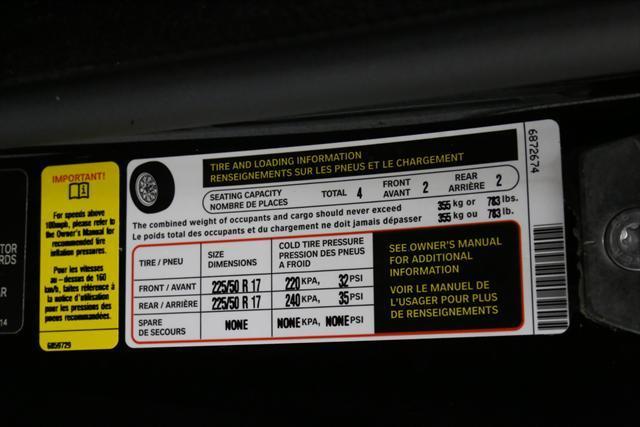 TOR
RDS
AR
14
IMPORTANT!
For speeds above
100mph, please refer to
the Owner's Manual for
recommended tire
inflation pressures.
Pour les vitesses
au - dessus de 160
km/h, faites référence à
la notice d'utilisation
pour les pressions des
pneus recommandées.
6859729
TIRE AND LOADING INFORMATION
RENSEIGNEMENTS SUR LES PNEUS ET LE CHARGEMENT
SEATING CAPACITY
NOMBRE DE PLACES
TOTAL 4
FRONT
AVANT 2
REAR
ARRIÈRE 2
The combined weight of occupants and cargo should never exceed 355 kg or 783 lbs.
Le poids total des occupants et du chargement ne doit jamais dépasser 355 kg ou 783 lb.
TIRE / PNEU
SIZE
DIMENSIONS
COLD TIRE PRESSURE
PRESSION DES PNEUS
A FROID
FRONT / AVANT 225/50 R 17 220 KPA, 32 PSI
REAR / ARRIÈRE 225/50 R 17 240 KPA, 35 PSI
SPARE
DE SECOURS NONE NONE KPA, NONE PSI
SEE OWNER'S MANUAL
FOR ADDITIONAL
INFORMATION
VOIR LE MANUEL DE
L'USAGER POUR PLUS
DE RENSEIGNEMENTS
6872674